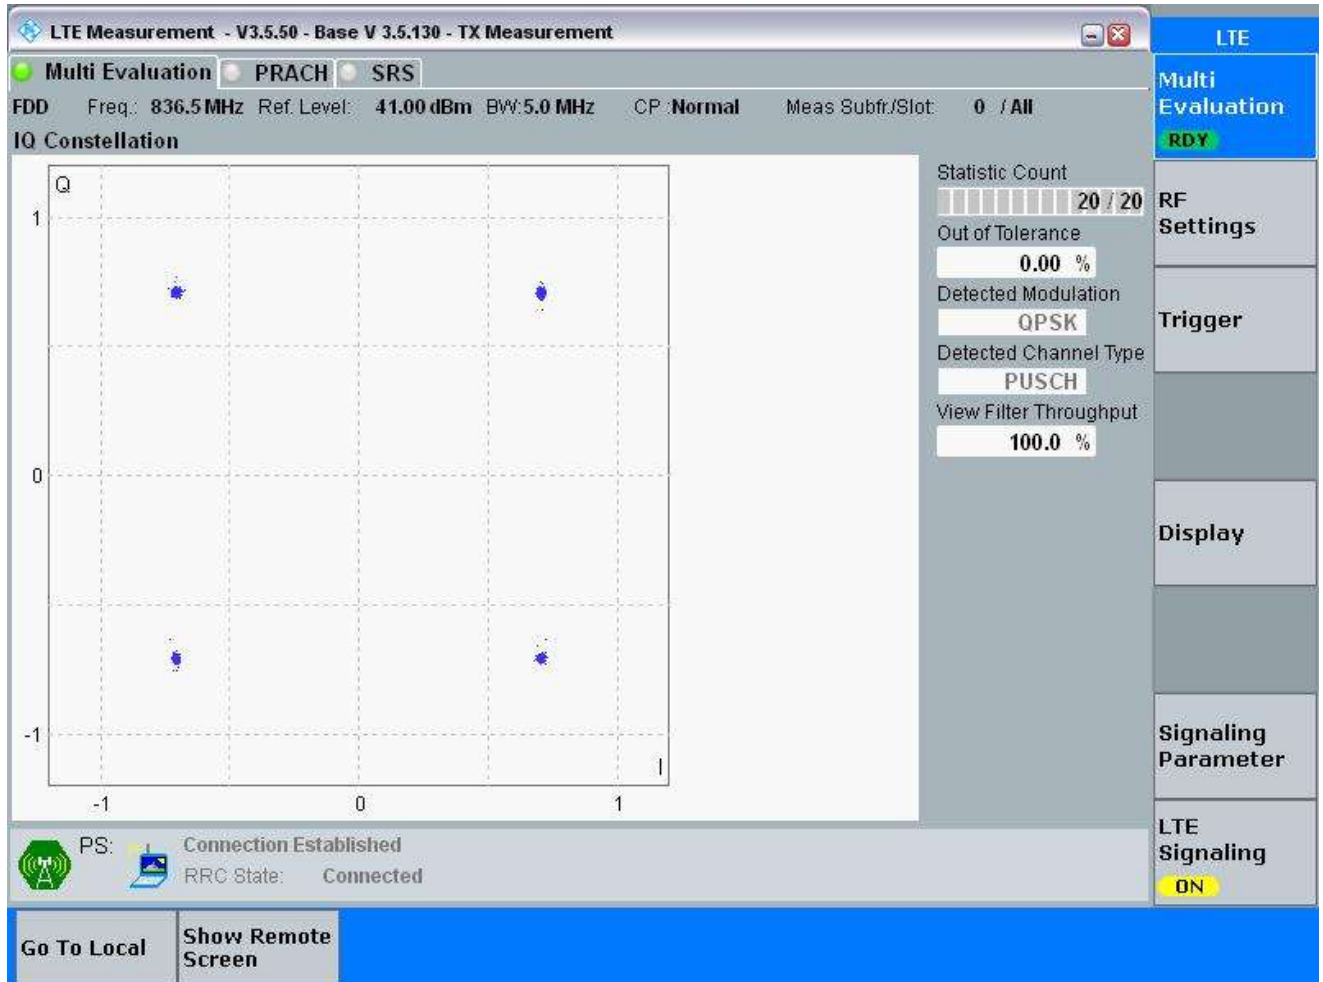 LTE Measurement - V3.5.50 - Base V 3.5.130 - TX Measurement
LTE
Multi Evaluation PRACH SRS
FDD Freq.: 836.5 MHz Ref. Level: 41.00 dBm BW:5.0 MHz CP :Normal Meas Subfr./Slot: 0 / All
IQ Constellation
Q
1
0
-1
I
-1 0 1
Statistic Count
20 / 20
Out of Tolerance
0.00 %
Detected Modulation
QPSK
Detected Channel Type
PUSCH
View Filter Throughput
100.0 %
Multi
Evaluation
RDY
RF
Settings
Trigger
Display
Signaling
Parameter
LTE
Signaling
ON
PS: Connection Established
RRC State: Connected
Go To Local
Show Remote
Screen